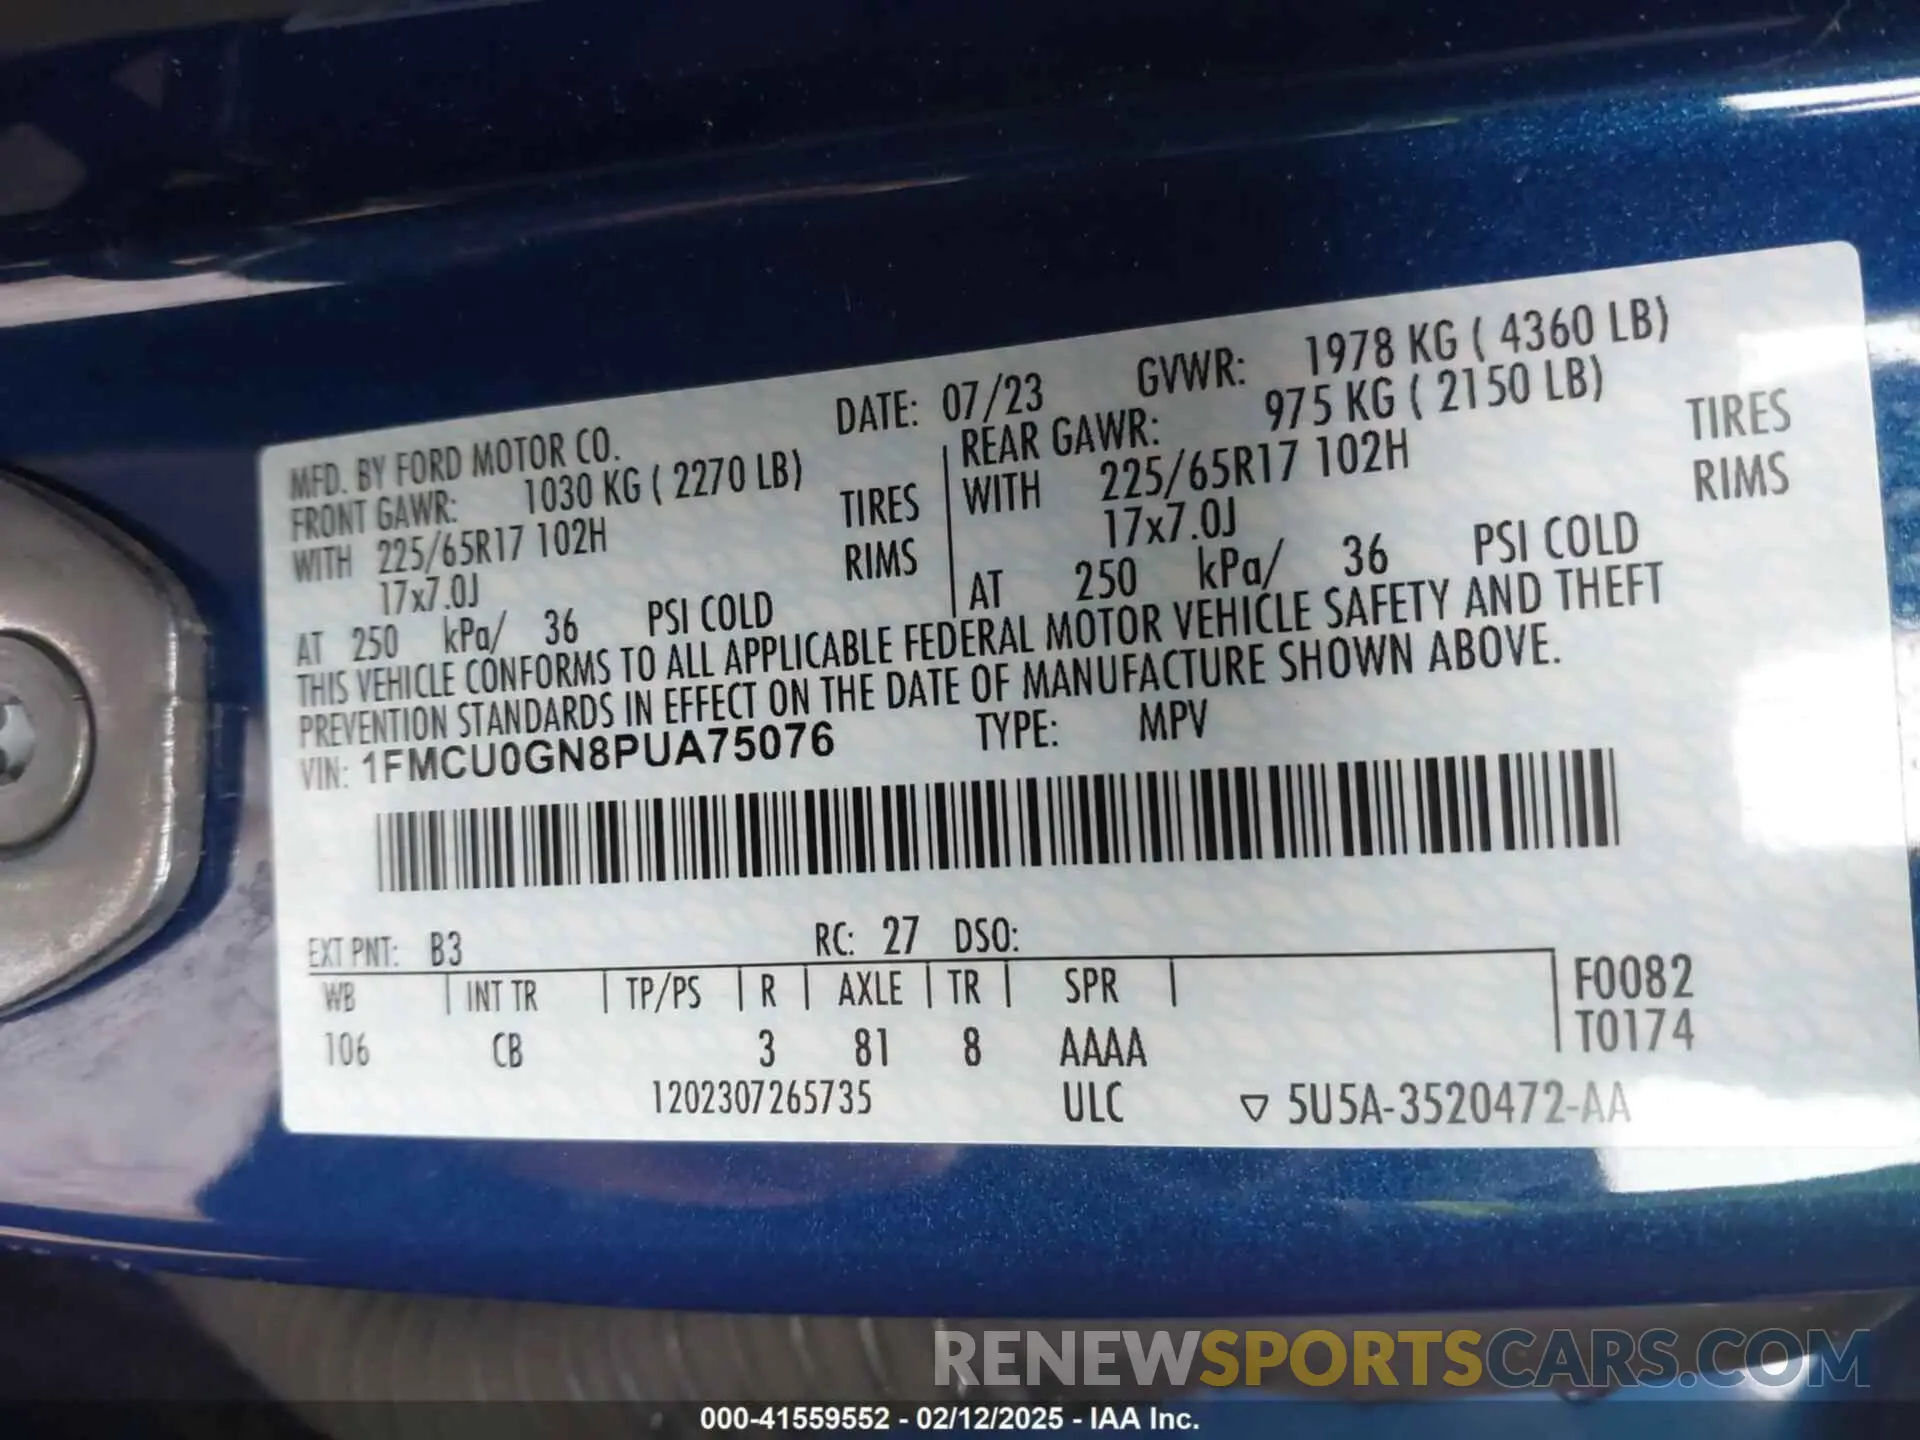 MFD. BY FORD MOTOR CO. DATE: 07/23 GVWR: 1978 KG ( 4360 LB)
FRONT GAWR: 1030 KG ( 2270 LB) REAR GAWR: 975 KG ( 2150 LB)
WITH 225/65R17 102H TIRES WITH 225/65R17 102H TIRES
17x7.0J RIMS 17x7.0J RIMS
AT 250 kPa/ 36 PSI COLD AT 250 kPa/ 36 PSI COLD
THIS VEHICLE CONFORMS TO ALL APPLICABLE FEDERAL MOTOR VEHICLE SAFETY AND THEFT
PREVENTION STANDARDS IN EFFECT ON THE DATE OF MANUFACTURE SHOWN ABOVE.
VIN: 1FMCU0GN8PUA75076 TYPE: MPV
EXT PNT: B3 RC: 27 DSO:
WB INT TR TP/PS R AXLE TR SPR F0082
106 CB 3 81 8 AAAA T0174
1202307265735 ULC ▽ 5U5A-3520472-AA
RENEWSPORTSCARS.COM
000-41559552 - 02/12/2025 - IAA Inc.